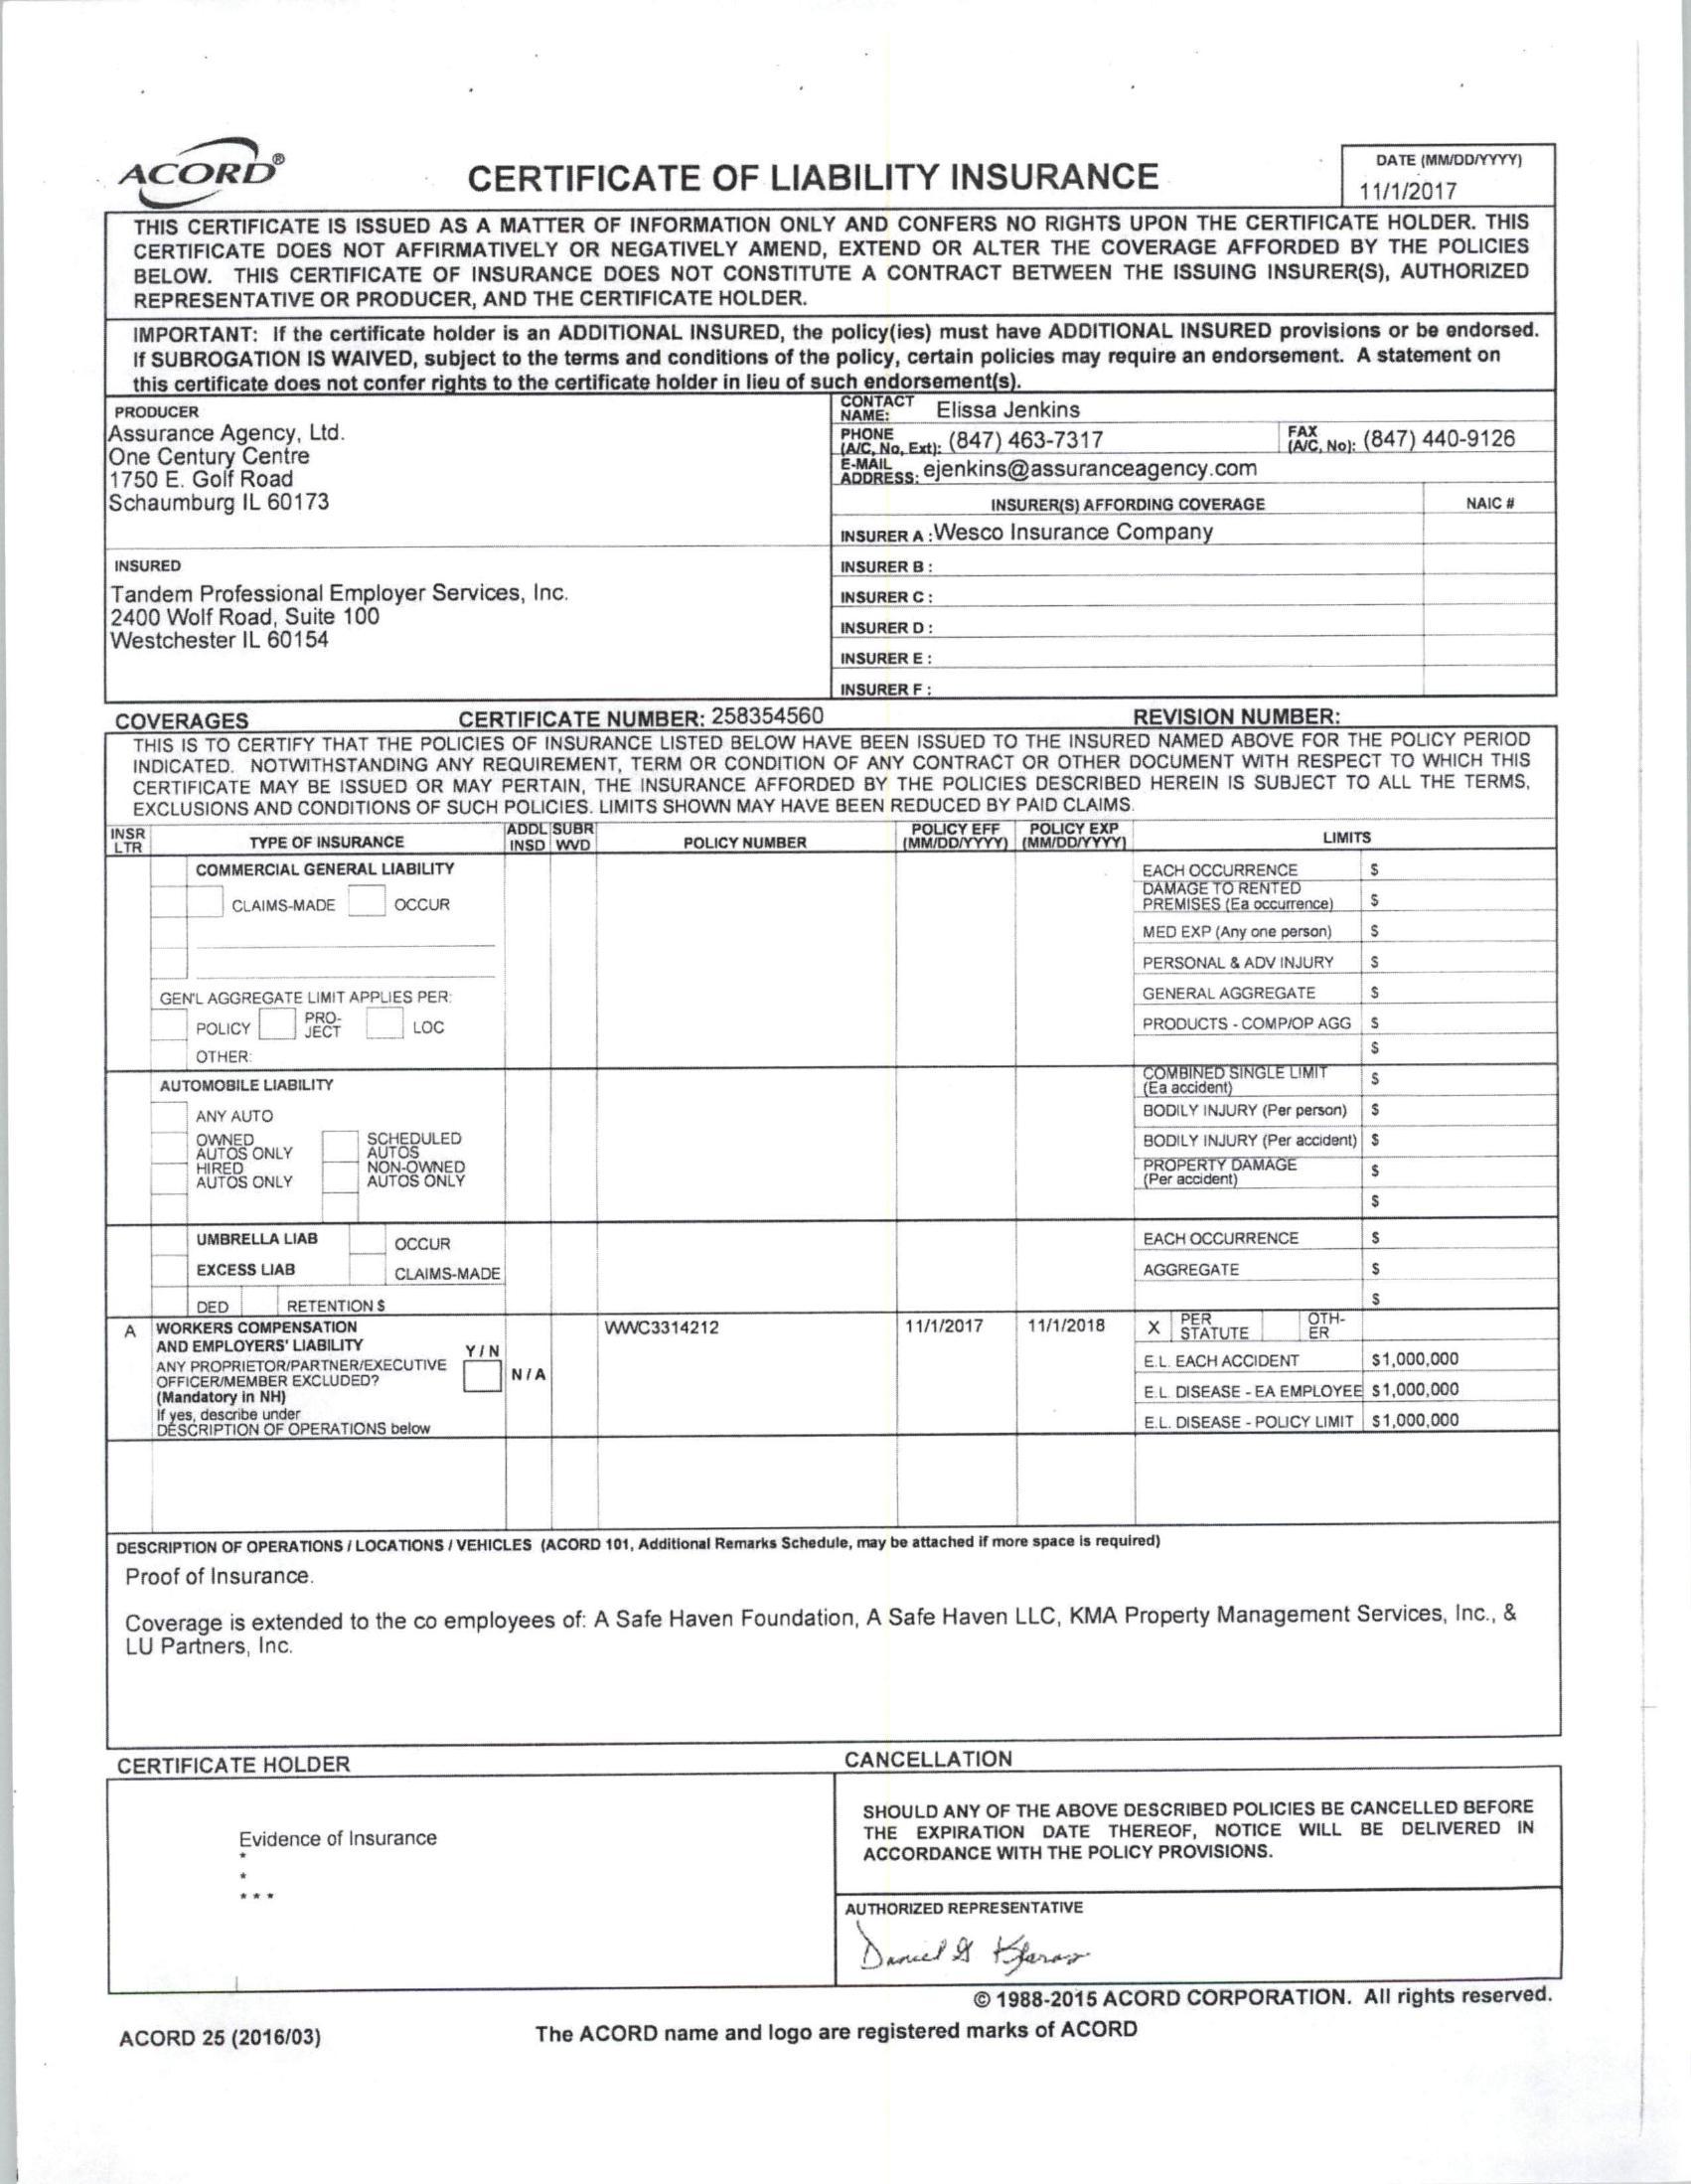 ACORD®
CERTIFICATE OF LIABILITY INSURANCE
DATE (MM/DD/YYYY)
11/1/2017
THIS CERTIFICATE IS ISSUED AS A MATTER OF INFORMATION ONLY AND CONFERS NO RIGHTS UPON THE CERTIFICATE HOLDER. THIS
CERTIFICATE DOES NOT AFFIRMATIVELY OR NEGATIVELY AMEND, EXTEND OR ALTER THE COVERAGE AFFORDED BY THE POLICIES
BELOW. THIS CERTIFICATE OF INSURANCE DOES NOT CONSTITUTE A CONTRACT BETWEEN THE ISSUING INSURER(S), AUTHORIZED
REPRESENTATIVE OR PRODUCER, AND THE CERTIFICATE HOLDER.
IMPORTANT: If the certificate holder is an ADDITIONAL INSURED, the policy(ies) must have ADDITIONAL INSURED provisions or be endorsed.
If SUBROGATION IS WAIVED, subject to the terms and conditions of the policy, certain policies may require an endorsement. A statement on
this certificate does not confer rights to the certificate holder in lieu of such endorsement(s).
PRODUCER
Assurance Agency, Ltd.
One Century Centre
1750 E. Golf Road
Schaumburg IL 60173
CONTACT NAME: Elissa Jenkins
PHONE (A/C, No, Ext): (847) 463-7317
FAX (A/C, No): (847) 440-9126
E-MAIL ADDRESS: ejenkins@assuranceagency.com
INSURER(S) AFFORDING COVERAGE NAIC #
INSURER A : Wesco Insurance Company
INSURED
Tandem Professional Employer Services, Inc.
2400 Wolf Road, Suite 100
Westchester IL 60154
INSURER B :
INSURER C :
INSURER D :
INSURER E :
INSURER F :
COVERAGES CERTIFICATE NUMBER: 258354560 REVISION NUMBER:
THIS IS TO CERTIFY THAT THE POLICIES OF INSURANCE LISTED BELOW HAVE BEEN ISSUED TO THE INSURED NAMED ABOVE FOR THE POLICY PERIOD
INDICATED. NOTWITHSTANDING ANY REQUIREMENT, TERM OR CONDITION OF ANY CONTRACT OR OTHER DOCUMENT WITH RESPECT TO WHICH THIS
CERTIFICATE MAY BE ISSUED OR MAY PERTAIN, THE INSURANCE AFFORDED BY THE POLICIES DESCRIBED HEREIN IS SUBJECT TO ALL THE TERMS,
EXCLUSIONS AND CONDITIONS OF SUCH POLICIES. LIMITS SHOWN MAY HAVE BEEN REDUCED BY PAID CLAIMS.
INSR LTR
TYPE OF INSURANCE
ADDL INSD
SUBR WVD
POLICY NUMBER
POLICY EFF (MM/DD/YYYY)
POLICY EXP (MM/DD/YYYY)
LIMITS
COMMERCIAL GENERAL LIABILITY
CLAIMS-MADE OCCUR
GEN'L AGGREGATE LIMIT APPLIES PER:
POLICY PRO-JECT LOC
OTHER:
EACH OCCURRENCE $
DAMAGE TO RENTED
PREMISES (Ea occurrence) $
MED EXP (Any one person) $
PERSONAL & ADV INJURY $
GENERAL AGGREGATE $
PRODUCTS - COMP/OP AGG $
$
AUTOMOBILE LIABILITY
ANY AUTO
OWNED AUTOS ONLY
SCHEDULED AUTOS
HIRED AUTOS ONLY
NON-OWNED AUTOS ONLY
COMBINED SINGLE LIMIT
(Ea accident) $
BODILY INJURY (Per person) $
BODILY INJURY (Per accident) $
PROPERTY DAMAGE
(Per accident) $
$
UMBRELLA LIAB OCCUR
EXCESS LIAB CLAIMS-MADE
DED RETENTION $
EACH OCCURRENCE $
AGGREGATE $
$
A WORKERS COMPENSATION
AND EMPLOYERS' LIABILITY
Y / N
ANY PROPRIETOR/PARTNER/EXECUTIVE
OFFICER/MEMBER EXCLUDED?
(Mandatory in NH)
If yes, describe under
DESCRIPTION OF OPERATIONS below
N / A
WWC3314212
11/1/2017
11/1/2018
X PER STATUTE OTH-ER
E.L. EACH ACCIDENT $1,000,000
E.L. DISEASE - EA EMPLOYEE $1,000,000
E.L. DISEASE - POLICY LIMIT $1,000,000
DESCRIPTION OF OPERATIONS / LOCATIONS / VEHICLES (ACORD 101, Additional Remarks Schedule, may be attached if more space is required)
Proof of Insurance.
Coverage is extended to the co employees of: A Safe Haven Foundation, A Safe Haven LLC, KMA Property Management Services, Inc., &
LU Partners, Inc.
CERTIFICATE HOLDER
Evidence of Insurance
*
*
* * *
CANCELLATION
SHOULD ANY OF THE ABOVE DESCRIBED POLICIES BE CANCELLED BEFORE
THE EXPIRATION DATE THEREOF, NOTICE WILL BE DELIVERED IN
ACCORDANCE WITH THE POLICY PROVISIONS.
AUTHORIZED REPRESENTATIVE
Daniel
© 1988-2015 ACORD CORPORATION. All rights reserved.
ACORD 25 (2016/03)
The ACORD name and logo are registered marks of ACORD